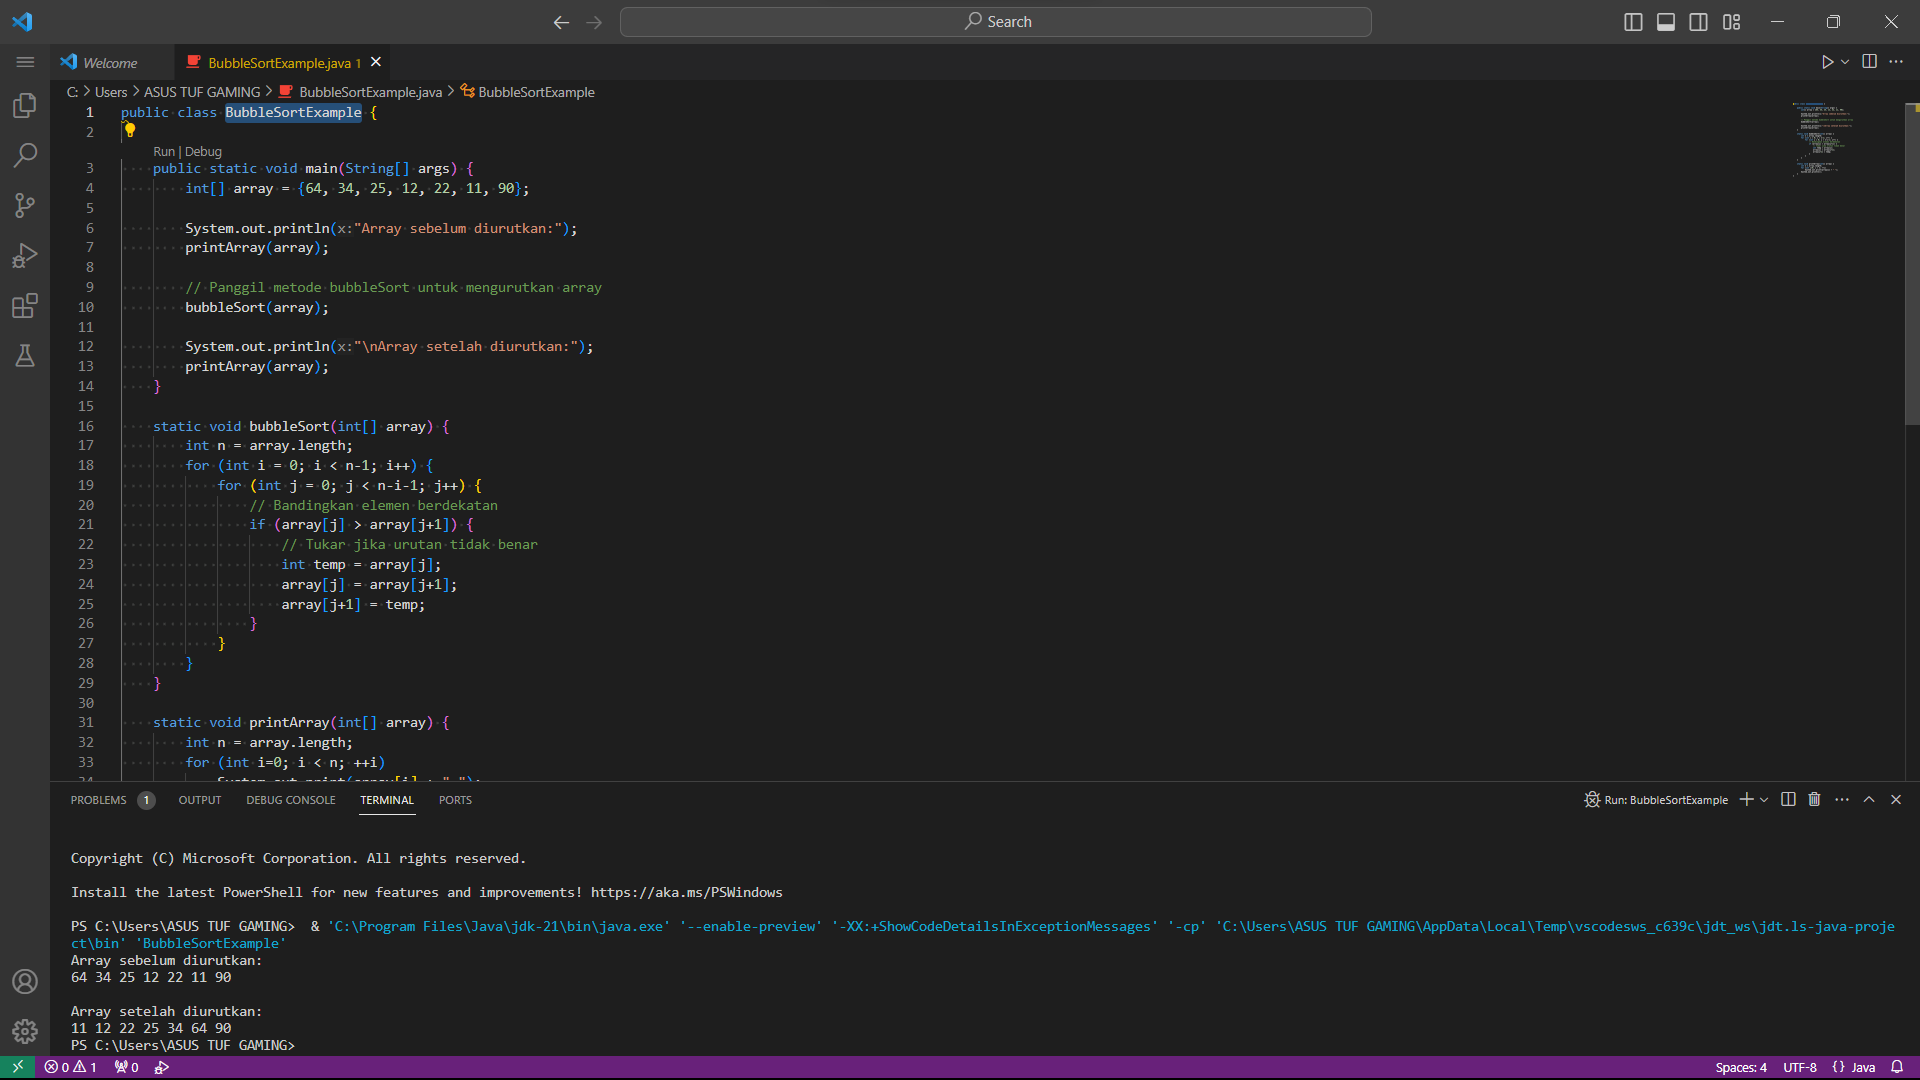 Search
Welcome
BubbleSortExample.java 1
C: > Users > ASUS TUF GAMING > BubbleSortExample.java > BubbleSortExample
1 public class BubbleSortExample {
2
Run | Debug
3 public static void main(String[] args) {
4 int[] array = {64, 34, 25, 12, 22, 11, 90};
5
6 System.out.println(x:"Array sebelum diurutkan:");
7 printArray(array);
8
9 // Panggil metode bubbleSort untuk mengurutkan array
10 bubbleSort(array);
11
12 System.out.println(x:"\nArray setelah diurutkan:");
13 printArray(array);
14 }
15
16 static void bubbleSort(int[] array) {
17 int n = array.length;
18 for (int i = 0; i < n-1; i++) {
19 for (int j = 0; j < n-i-1; j++) {
20 // Bandingkan elemen berdekatan
21 if (array[j] > array[j+1]) {
22 // Tukar jika urutan tidak benar
23 int temp = array[j];
24 array[j] = array[j+1];
25 array[j+1] = temp;
26 }
27 }
28 }
29 }
30
31 static void printArray(int[] array) {
32 int n = array.length;
33 for (int i=0; i < n; ++i)
34 System.out.print(array[i] + " ");
PROBLEMS 1 OUTPUT DEBUG CONSOLE TERMINAL PORTS
Run: BubbleSortExample
Copyright (C) Microsoft Corporation. All rights reserved.
Install the latest PowerShell for new features and improvements! https://aka.ms/PSWindows
PS C:\Users\ASUS TUF GAMING> & 'C:\Program Files\Java\jdk-21\bin\java.exe' '--enable-preview' '-XX:+ShowCodeDetailsInExceptionMessages' '-cp' 'C:\Users\ASUS TUF GAMING\AppData\Local\Temp\vscodesws_c639c\jdt_ws\jdt.ls-java-proje
ct\bin' 'BubbleSortExample'
Array sebelum diurutkan:
64 34 25 12 22 11 90
Array setelah diurutkan:
11 12 22 25 34 64 90
PS C:\Users\ASUS TUF GAMING>
0 1 0
Spaces: 4 UTF-8 {} Java